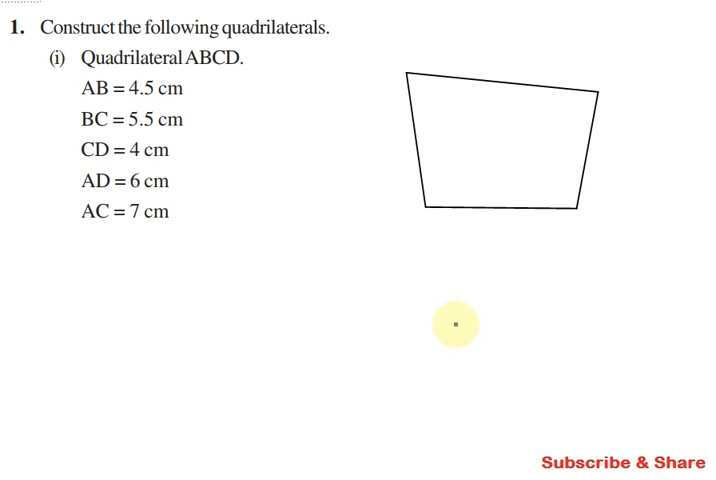 1. Construct the following quadrilaterals.
(i) Quadrilateral ABCD.
AB = 4.5 cm
BC = 5.5 cm
CD = 4 cm
AD = 6 cm
AC = 7 cm
Subscribe & Share